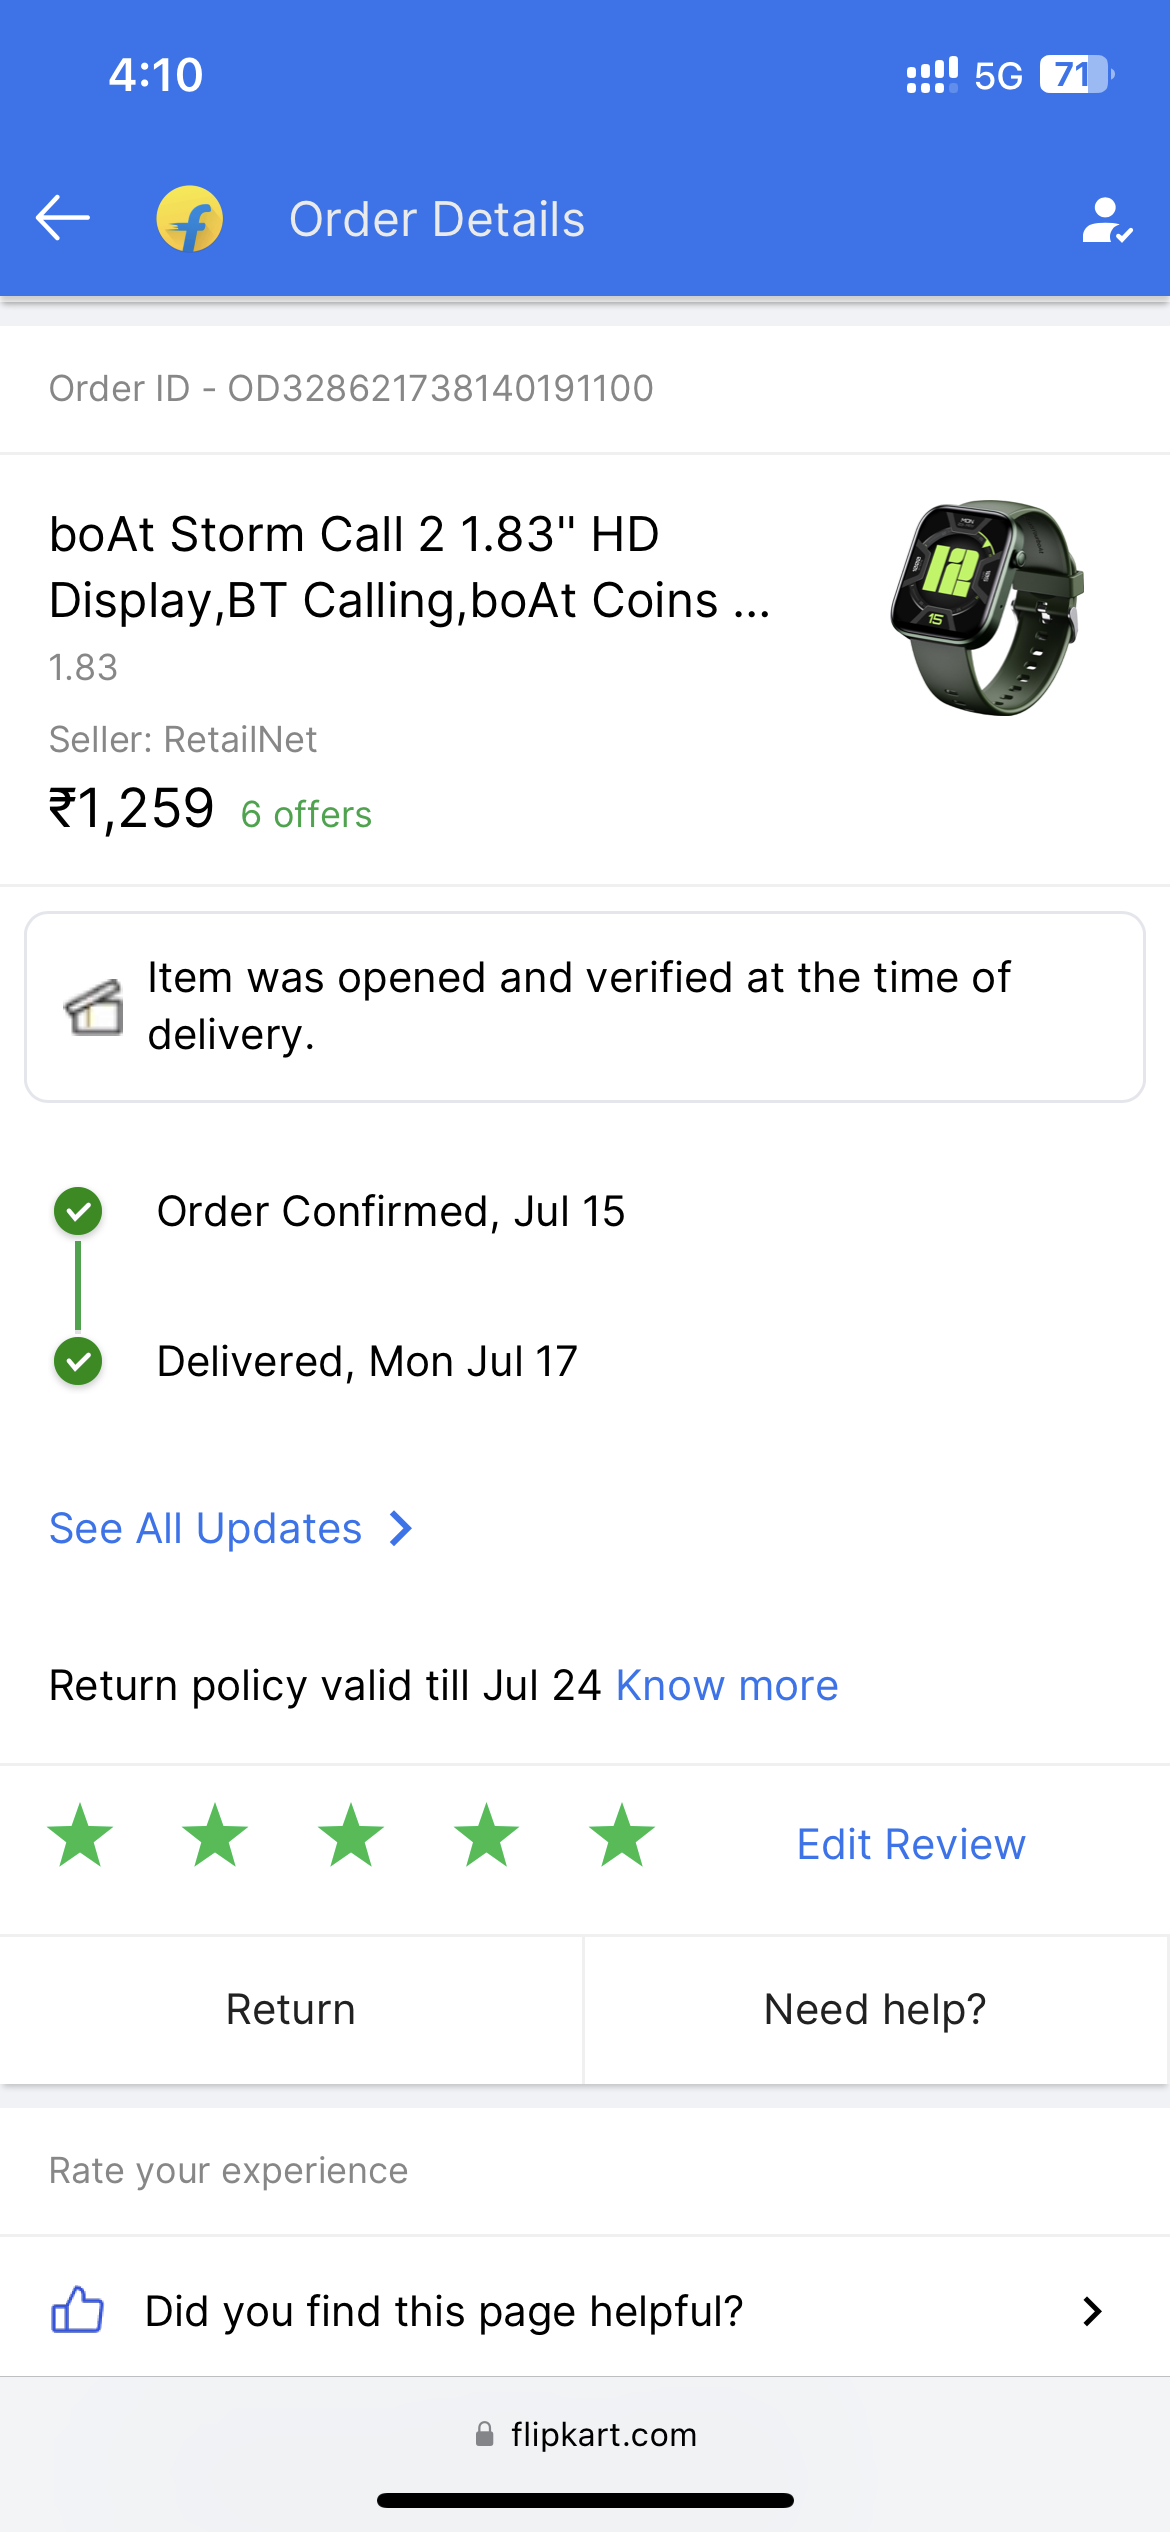 4:10
5G 71
Order Details
Order ID - OD328621738140191100
boAt Storm Call 2 1.83" HD
Display,BT Calling,boAt Coins ...
1.83
Seller: RetailNet
₹1,259 6 offers
Item was opened and verified at the time of
delivery.
Order Confirmed, Jul 15
Delivered, Mon Jul 17
See All Updates
Return policy valid till Jul 24 Know more
Edit Review
Return
Need help?
Rate your experience
Did you find this page helpful?
flipkart.com